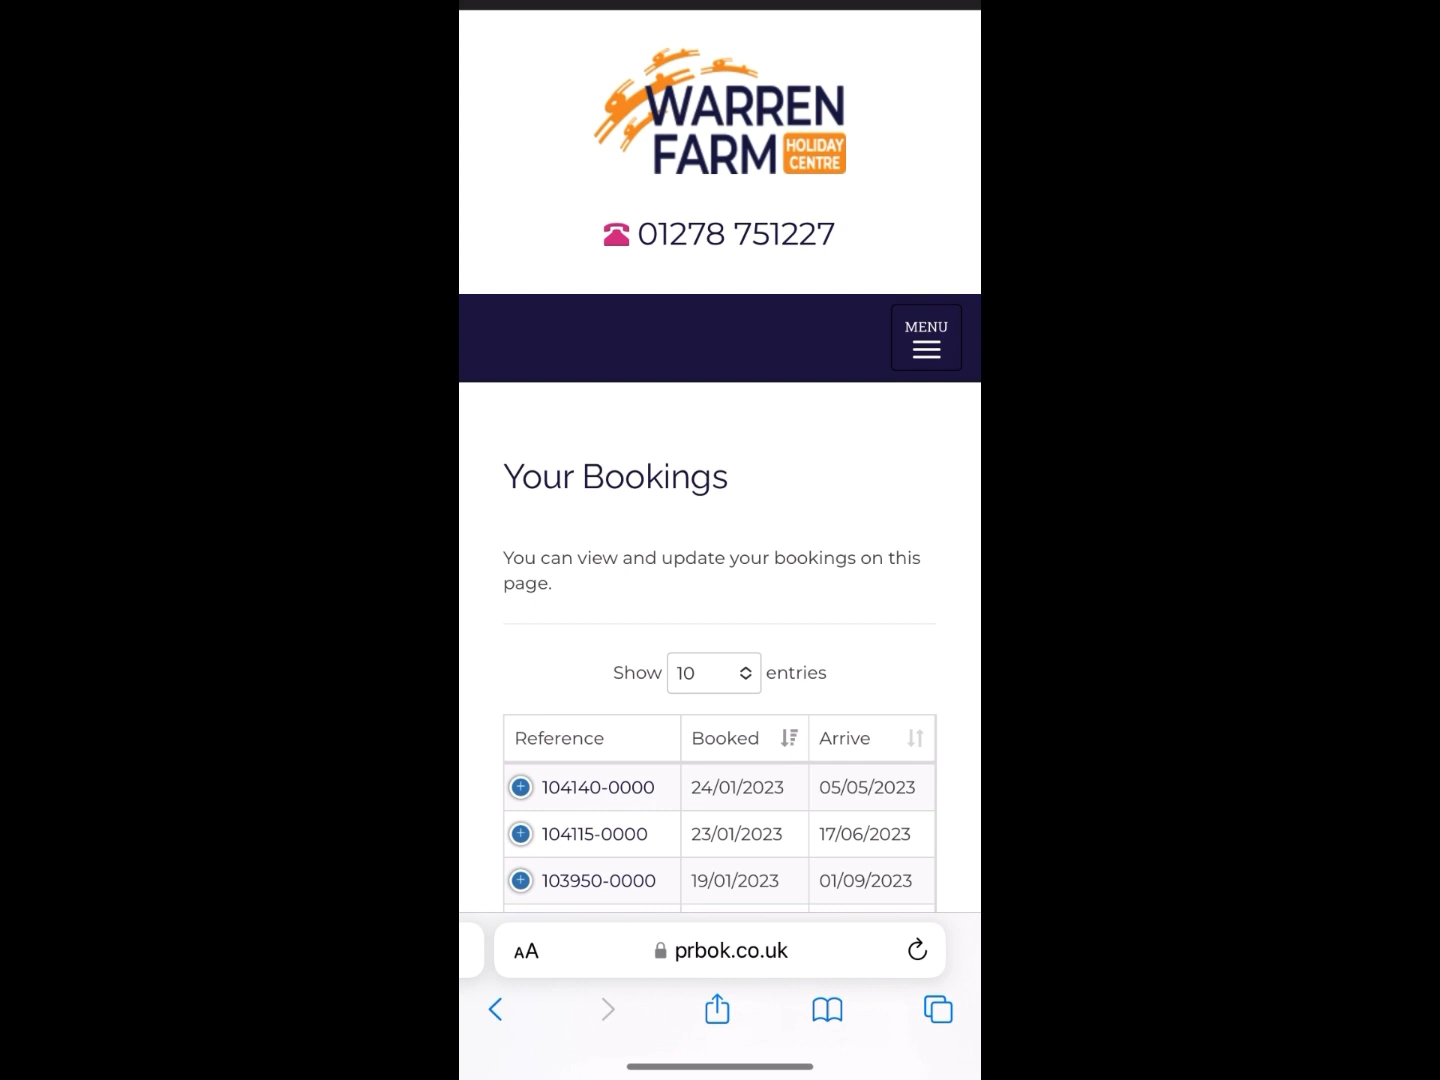 WARREN
FARM HOLIDAY CENTRE
01278 751227
MENU
Your Bookings
You can view and update your bookings on this
page.
Show 10 entries
Reference Booked Arrive
104140-0000 24/01/2023 05/05/2023
104115-0000 23/01/2023 17/06/2023
103950-0000 19/01/2023 01/09/2023
AA prbok.co.uk